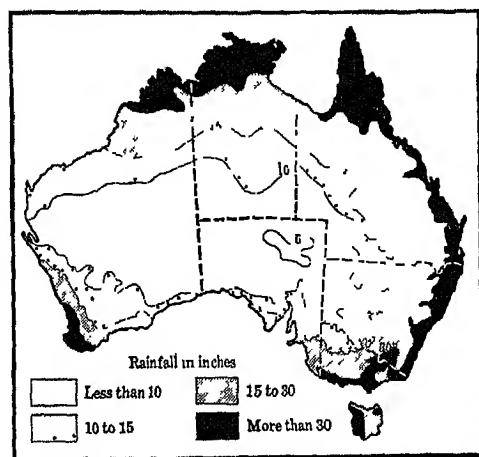 10
5
Rainfall in inches
Less than 10
15 to 30
10 to 15
More than 30